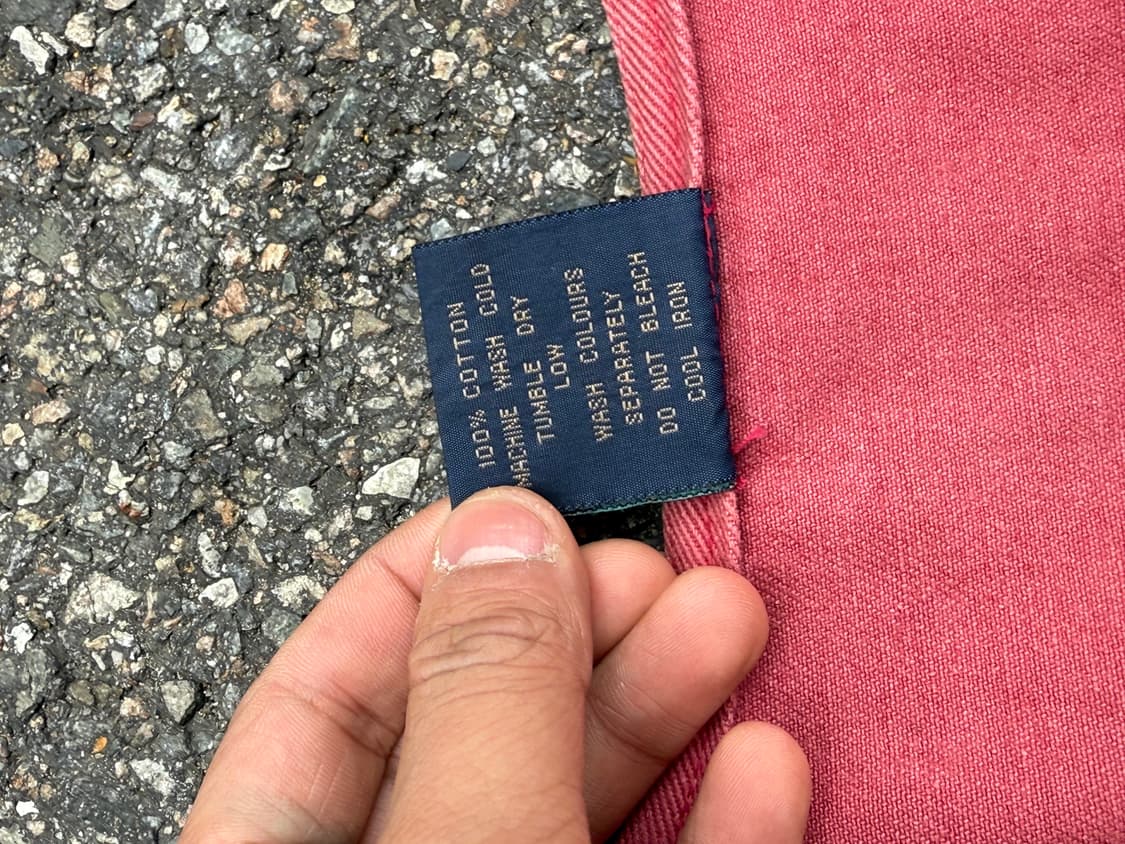 100% COTTON
MACHINE WASH COLD
TUMBLE DRY
LOW
WASH COLOURS
SEPARATELY
DO NOT BLEACH
COOL IRON